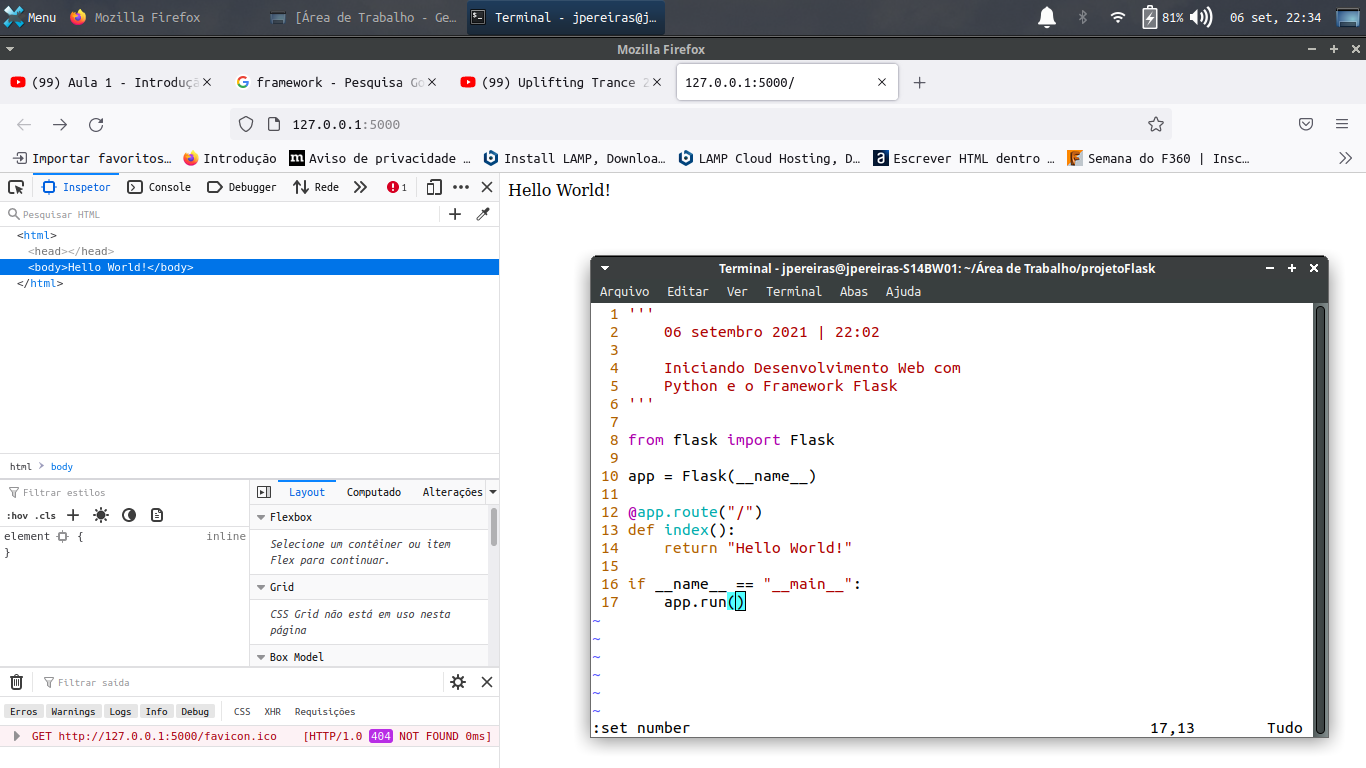 Menu Mozilla Firefox [Área de Trabalho - Ge… Terminal - jpereiras@j… 81% 06 set, 22:34
Mozilla Firefox
(99) Aula 1 - Introduçã framework - Pesquisa Go (99) Uplifting Trance 2 127.0.0.1:5000/
127.0.0.1:5000
Importar favoritos… Introdução Aviso de privacidade … Install LAMP, Downloa… LAMP Cloud Hosting, D… Escrever HTML dentro … Semana do F360 | Insc…
Inspetor Console Debugger Rede 1
Pesquisar HTML
<html>
<head></head>
<body>Hello World!</body>
</html>
html > body
Filtrar estilos
:hov .cls
element { inline
}
Layout Computado Alterações
Flexbox
Selecione um contêiner ou item
Flex para continuar.
Grid
CSS Grid não está em uso nesta
página
Box Model
Filtrar saída
Erros Warnings Logs Info Debug CSS XHR Requisições
GET http://127.0.0.1:5000/favicon.ico [HTTP/1.0 404 NOT FOUND 0ms]
Hello World!
Terminal - jpereiras@jpereiras-S14BW01: ~/Área de Trabalho/projetoFlask
Arquivo Editar Ver Terminal Abas Ajuda
1 '''
2     06 setembro 2021 | 22:02
3
4     Iniciando Desenvolvimento Web com
5     Python e o Framework Flask
6 '''
7
8 from flask import Flask
9
10 app = Flask(__name__)
11
12 @app.route("/")
13 def index():
14     return "Hello World!"
15
16 if __name__ == "__main__":
17     app.run()
~
~
~
~
~
~
:set number 17,13 Tudo